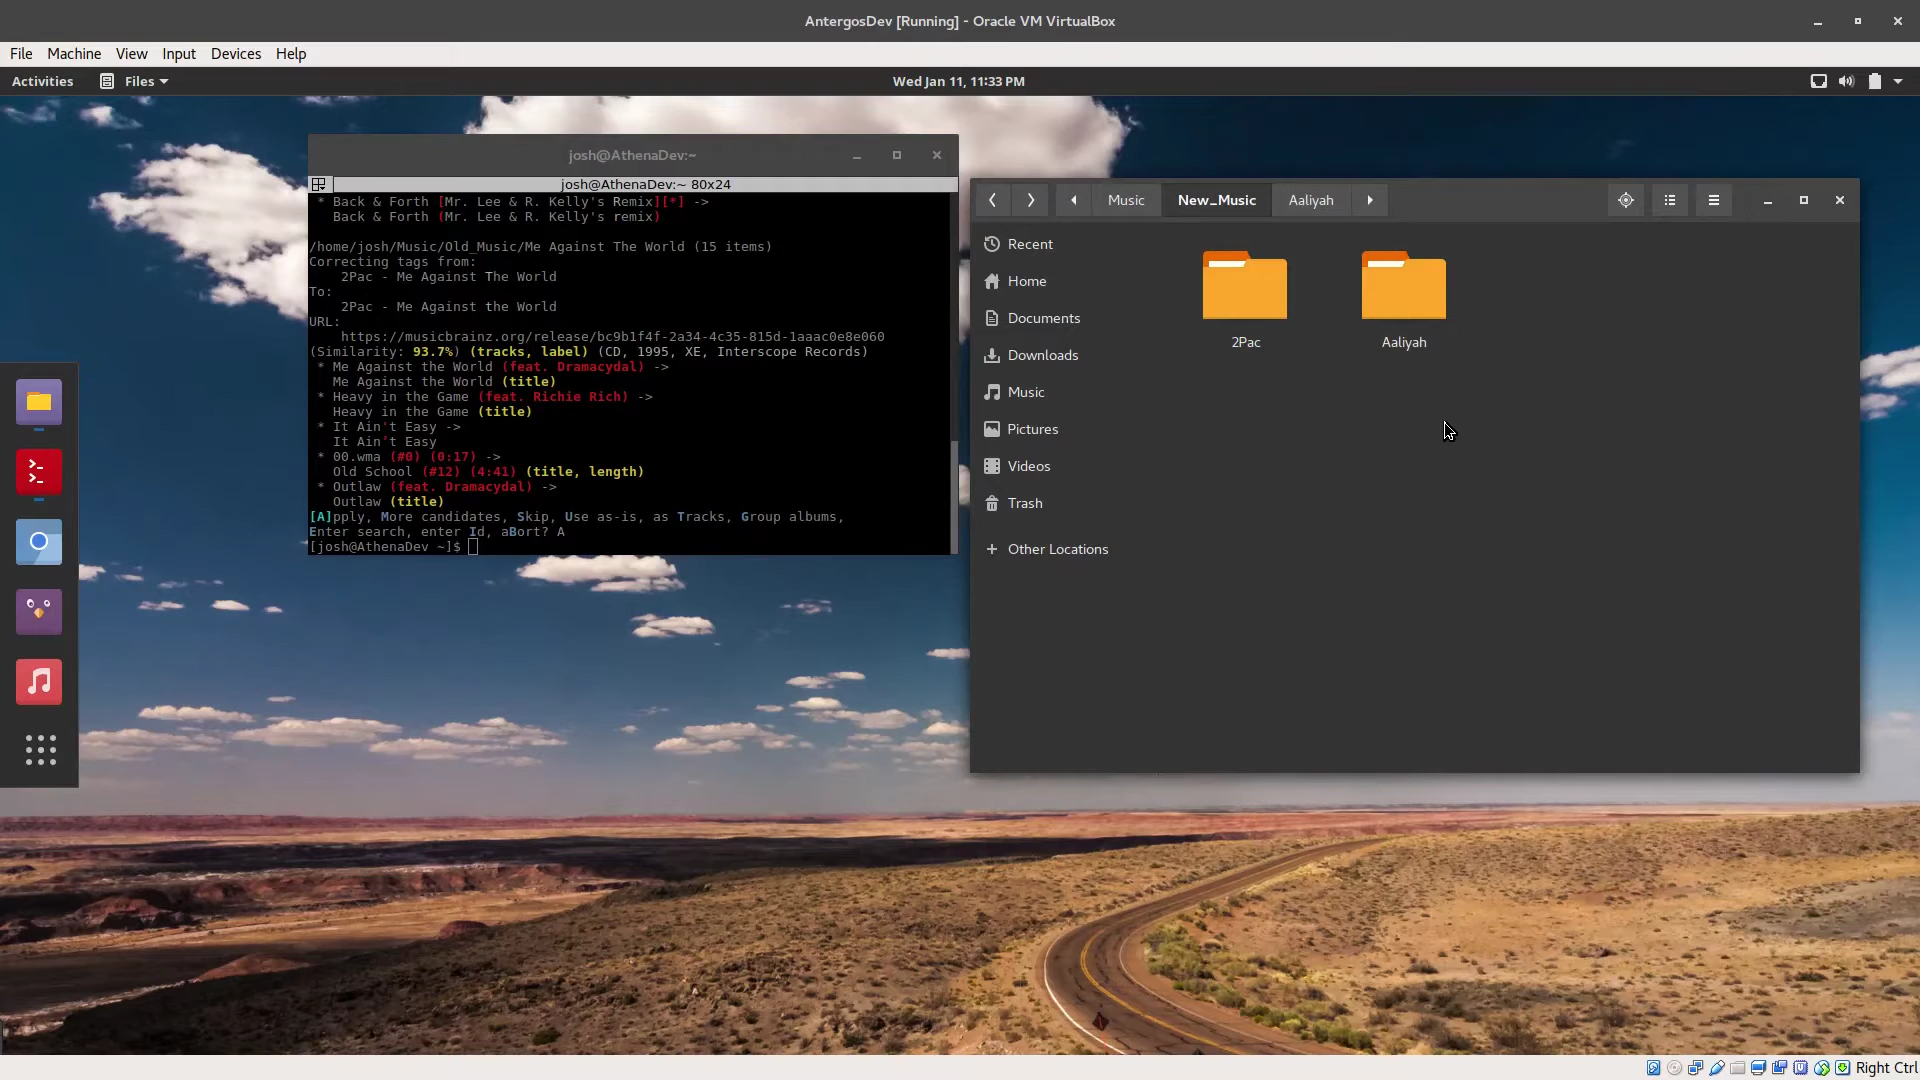 AntergosDev [Running] - Oracle VM VirtualBox
File Machine View Input Devices Help
Activities Files Wed Jan 11, 11:33 PM
josh@AthenaDev:~
josh@AthenaDev:~ 80x24
* Back & Forth [Mr. Lee & R. Kelly's Remix][*] ->
Back & Forth (Mr. Lee & R. Kelly's remix)
/home/josh/Music/Old_Music/Me Against The World (15 items)
Correcting tags from:
2Pac - Me Against The World
To:
2Pac - Me Against the World
URL:
https://musicbrainz.org/release/bc9b1f4f-2a34-4c35-815d-1aaac0e8e060
(Similarity: 93.7%) (tracks, label) (CD, 1995, XE, Interscope Records)
* Me Against the World (feat. Dramacydal) ->
Me Against the World (title)
* Heavy in the Game (feat. Richie Rich) ->
Heavy in the Game (title)
* It Ain't Easy ->
It Ain’t Easy
* 00.wma (#0) (0:17) ->
Old School (#12) (4:41) (title, length)
* Outlaw (feat. Dramacydal) ->
Outlaw (title)
[A]pply, More candidates, Skip, Use as-is, as Tracks, Group albums,
Enter search, enter Id, aBort? A
[josh@AthenaDev ~]$
Music New_Music Aaliyah
Recent
Home
Documents
Downloads
Music
Pictures
Videos
Trash
+ Other Locations
2Pac Aaliyah
Right Ctrl